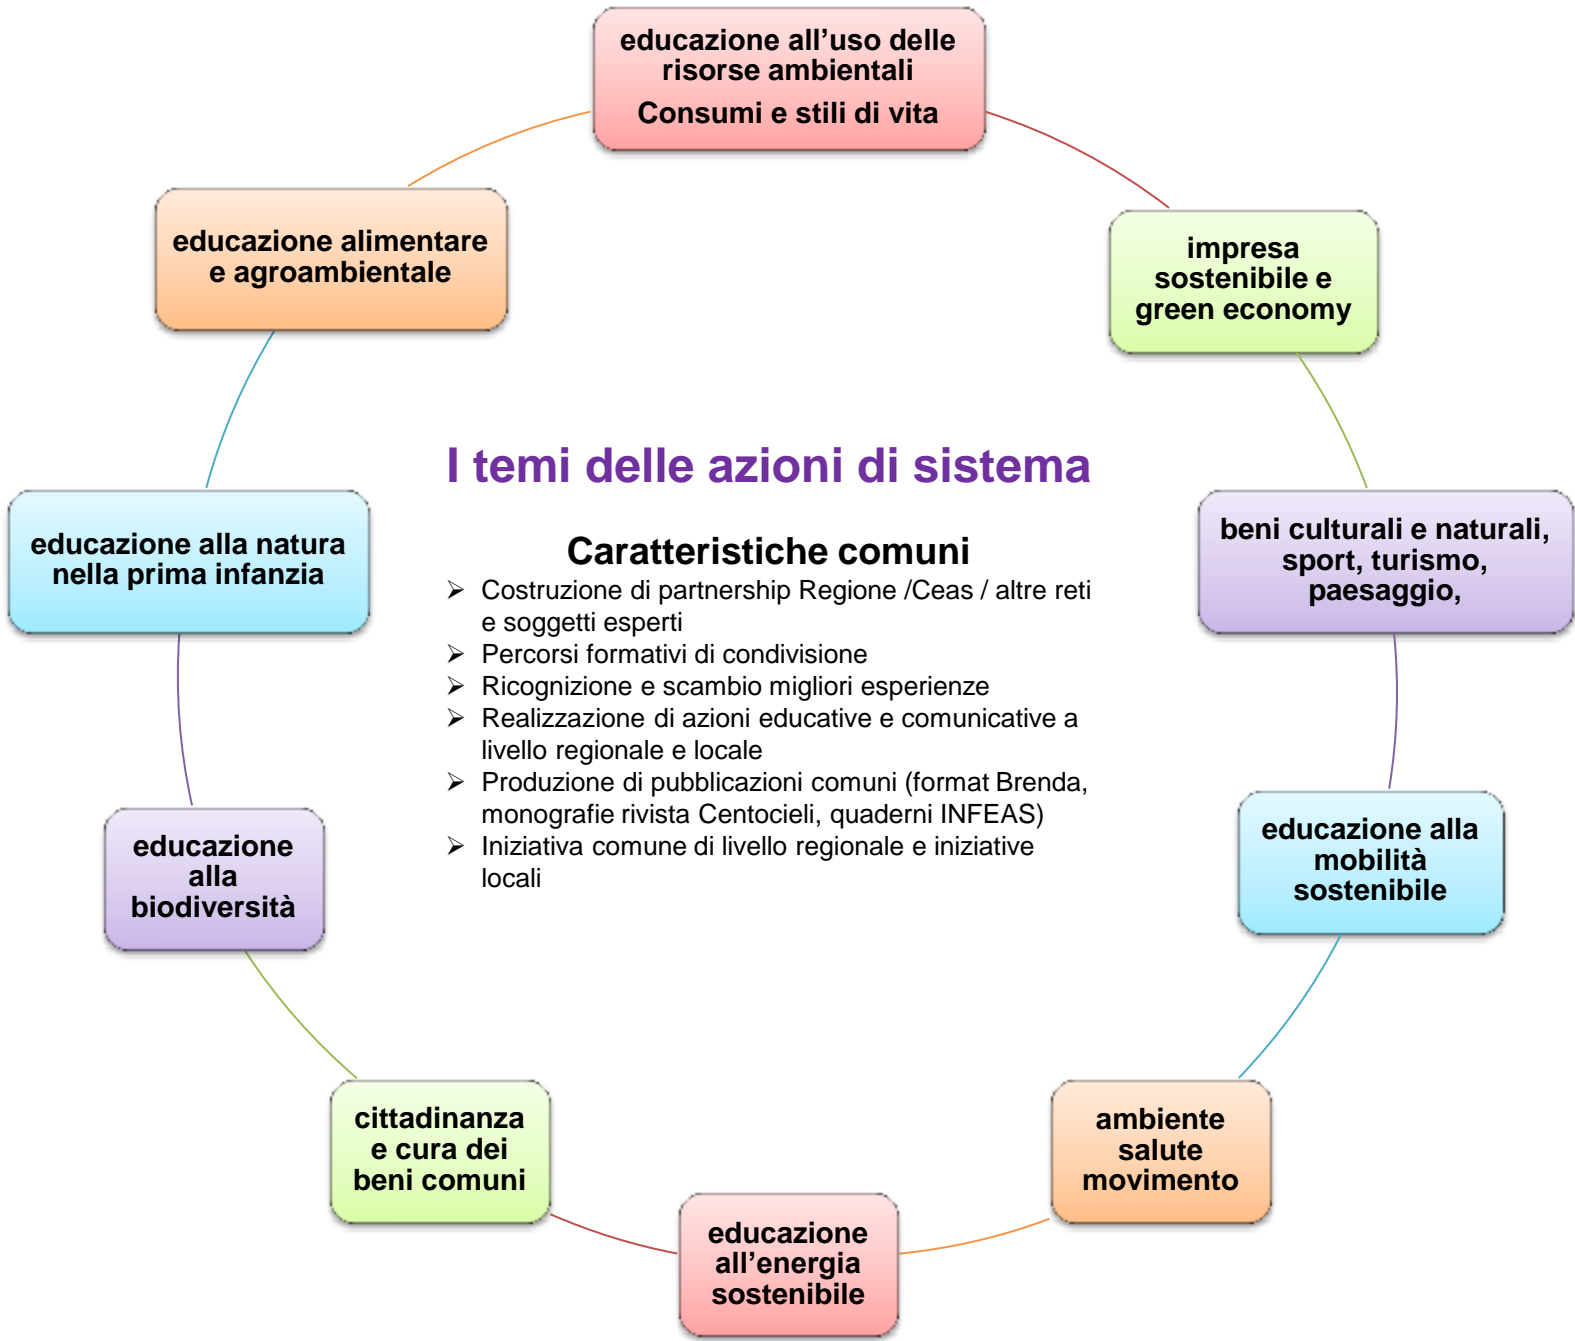 educazione all’uso delle
risorse ambientali
Consumi e stili di vita
impresa
sostenibile e
green economy
beni culturali e naturali,
sport, turismo,
paesaggio,
educazione alla
mobilità
sostenibile
ambiente
salute
movimento
educazione
all’energia
sostenibile
cittadinanza
e cura dei
beni comuni
educazione
alla
biodiversità
educazione alla natura
nella prima infanzia
educazione alimentare
e agroambientale
I temi delle azioni di sistema
Caratteristiche comuni
➢ Costruzione di partnership Regione /Ceas / altre reti
e soggetti esperti
➢ Percorsi formativi di condivisione
➢ Ricognizione e scambio migliori esperienze
➢ Realizzazione di azioni educative e comunicative a
livello regionale e locale
➢ Produzione di pubblicazioni comuni (format Brenda,
monografie rivista Centocieli, quaderni INFEAS)
➢ Iniziativa comune di livello regionale e iniziative
locali